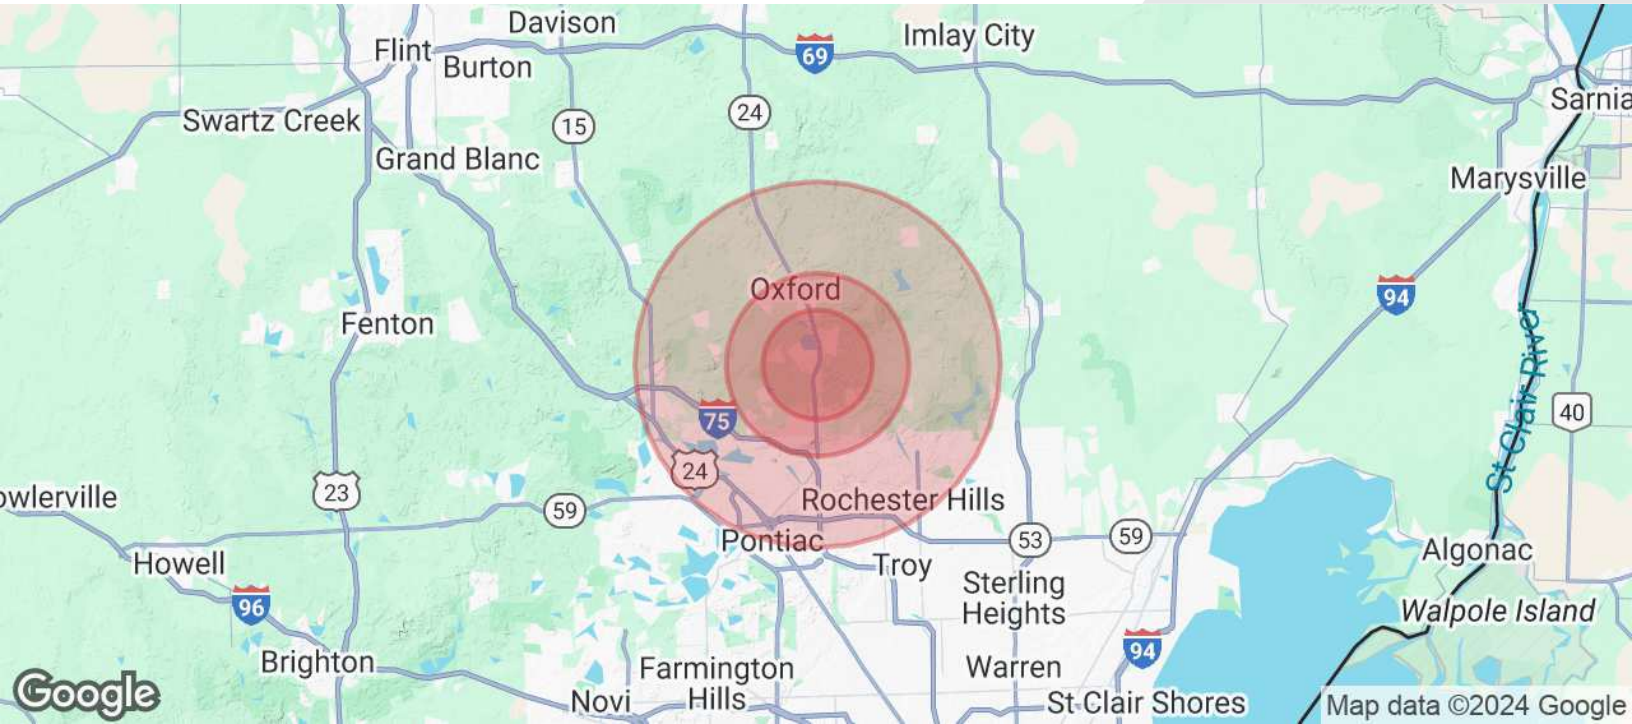 Davison
Imlay City
Flint
69
Burton
Sarnia
24
Swartz Creek
15
Grand Blanc
Marysville
Oxford
94
Fenton
75
40
St Clair River
24
23
owlerville
59
Rochester Hills
Pontiac
53
59
Algonac
Howell
Troy
Sterling
Heights
96
Walpole Island
94
Brighton
Farmington
Hills
Warren
Google
Novi
St Clair Shores
Map data ©2024 Google